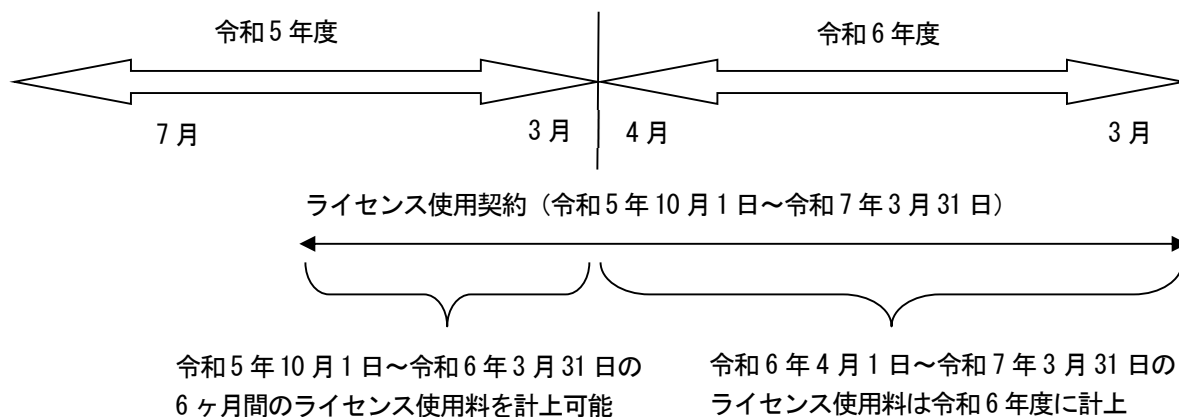 令和5年度
令和6年度
7月
3月
4月
3月
ライセンス使用契約（令和5年10月1日～令和7年3月31日）
令和5年10月1日～令和6年3月31日の
6ヶ月間のライセンス使用料を計上可能
令和6年4月1日～令和7年3月31日の
ライセンス使用料は令和6年度に計上